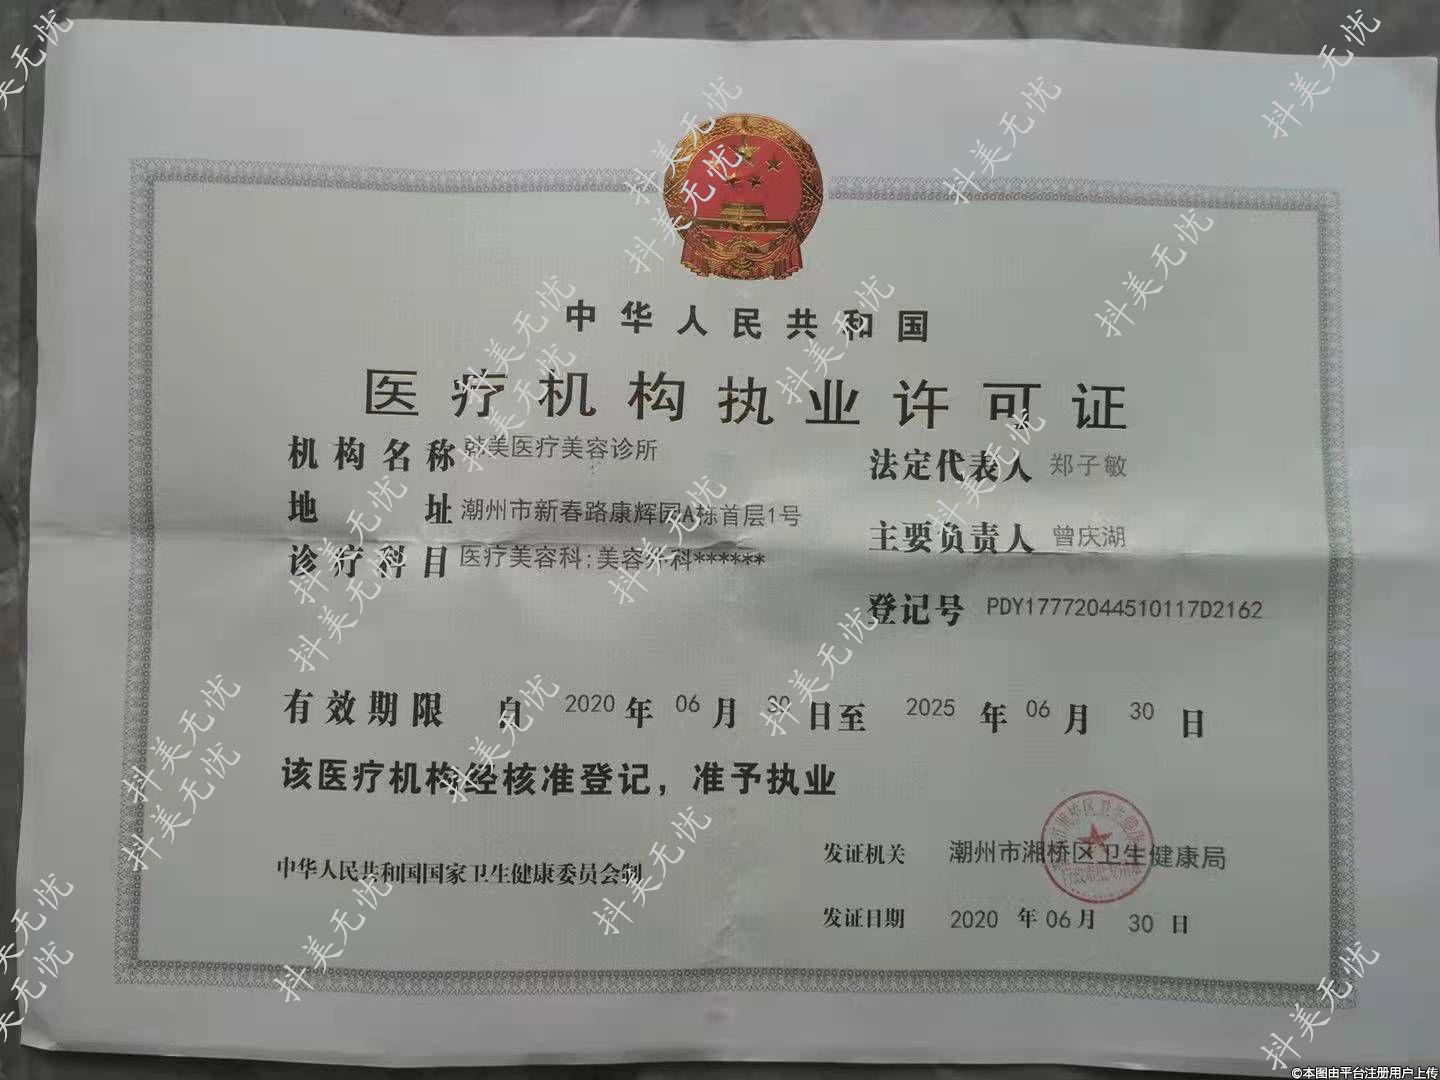 中华人民共和国
医疗机构执业许可证
机构名称 韩美医疗美容诊所
法定代表人 郑子敏
地址 潮州市新春路康辉园A栋首层1号
主要负责人 曾庆湖
诊疗科目 医疗美容科;美容外科******
登记号 PDY17772044510117D2162
有效期限 自 2020 年 06 月 30 日至 2025 年 06 月 30 日
该医疗机构经核准登记，准予执业
中华人民共和国国家卫生健康委员会制
发证机关 潮州市湘桥区卫生健康局
发证日期 2020 年 06 月 30 日
抖美无忧
©本图由平台注册用户上传